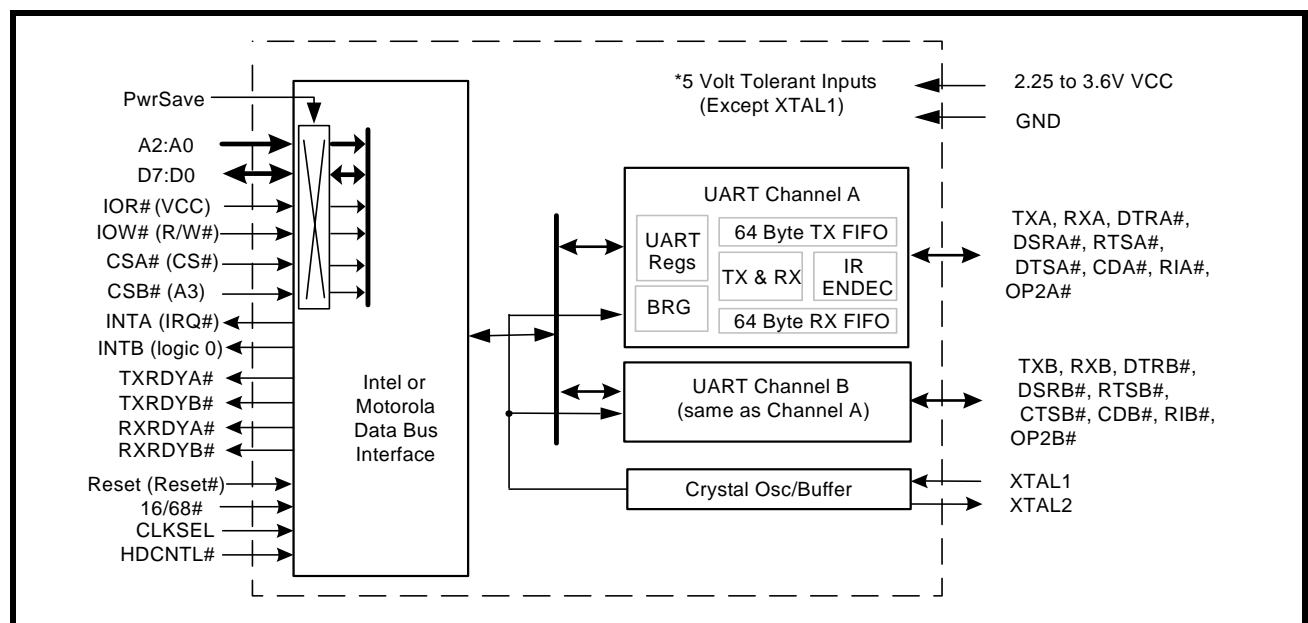 PwrSave
A2:A0
D7:D0
IOR# (VCC)
IOW# (R/W#)
CSA# (CS#)
CSB# (A3)
INTA (IRQ#)
INTB (logic 0)
TXRDYA#
TXRDYB#
RXRDYA#
RXRDYB#
Reset (Reset#)
16/68#
CLKSEL
HDCNTL#
Intel or
Motorola
Data Bus
Interface
*5 Volt Tolerant Inputs
(Except XTAL1)
2.25 to 3.6V VCC
GND
UART Channel A
UART
Regs
BRG
64 Byte TX FIFO
TX & RX
IR
ENDEC
64 Byte RX FIFO
TXA, RXA, DTRA#,
DSRA#, RTSA#,
DTSA#, CDA#, RIA#,
OP2A#
UART Channel B
(same as Channel A)
TXB, RXB, DTRB#,
DSRB#, RTSB#,
CTSB#, CDB#, RIB#,
OP2B#
Crystal Osc/Buffer
XTAL1
XTAL2